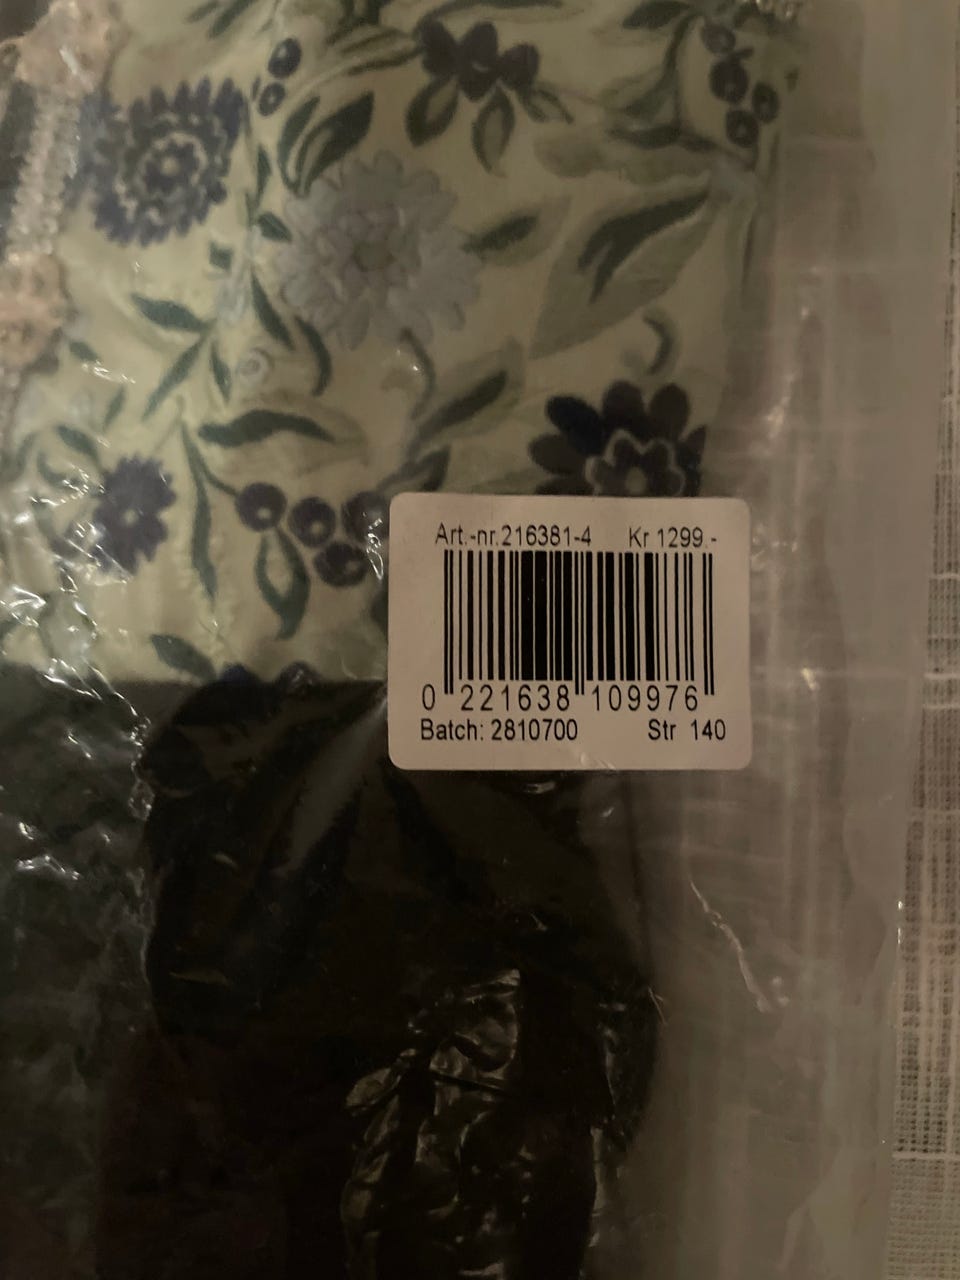 Art.-nr.216381-4 Kr 1299.-
0 221638 109976
Batch: 2810700 Str 140